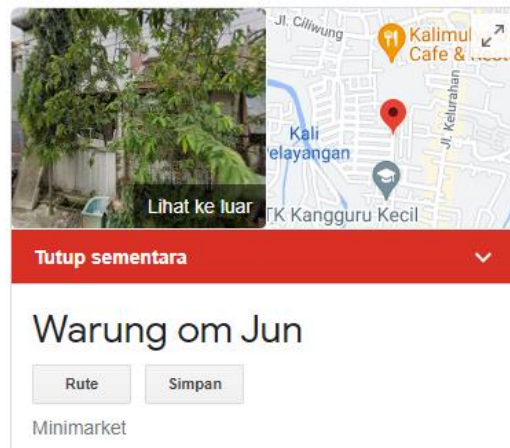 Jl. Ciliwung
Kalimul
Cafe &
Kali
elayangan
Jl. Kelurahan
Lihat ke luar
TK Kangguru Kecil
Tutup sementara
Warung om Jun
Rute
Simpan
Minimarket